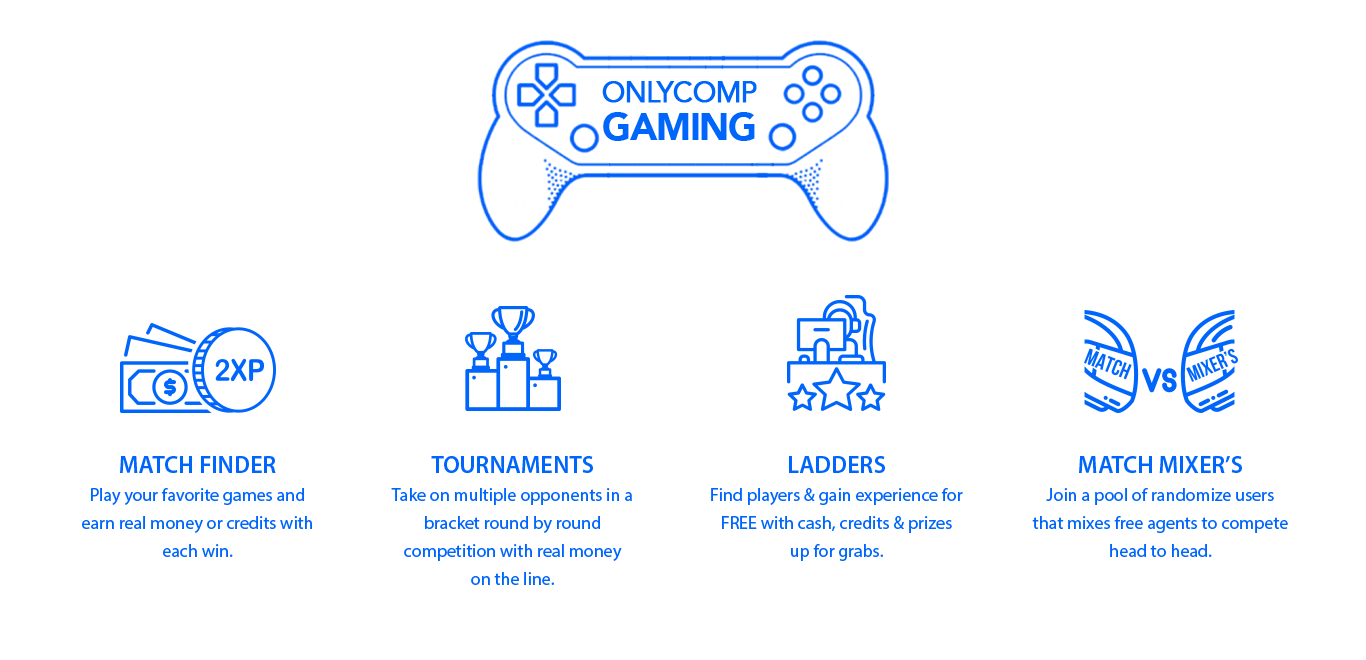 ONLYCOMP
GAMING
2XP
$
MATCH
VS
MIXER'S
MATCH FINDER
Play your favorite games and
earn real money or credits with
each win.
TOURNAMENTS
Take on multiple opponents in a
bracket round by round
competition with real money
on the line.
LADDERS
Find players & gain experience for
FREE with cash, credits & prizes
up for grabs.
MATCH MIXER’S
Join a pool of randomize users
that mixes free agents to compete
head to head.